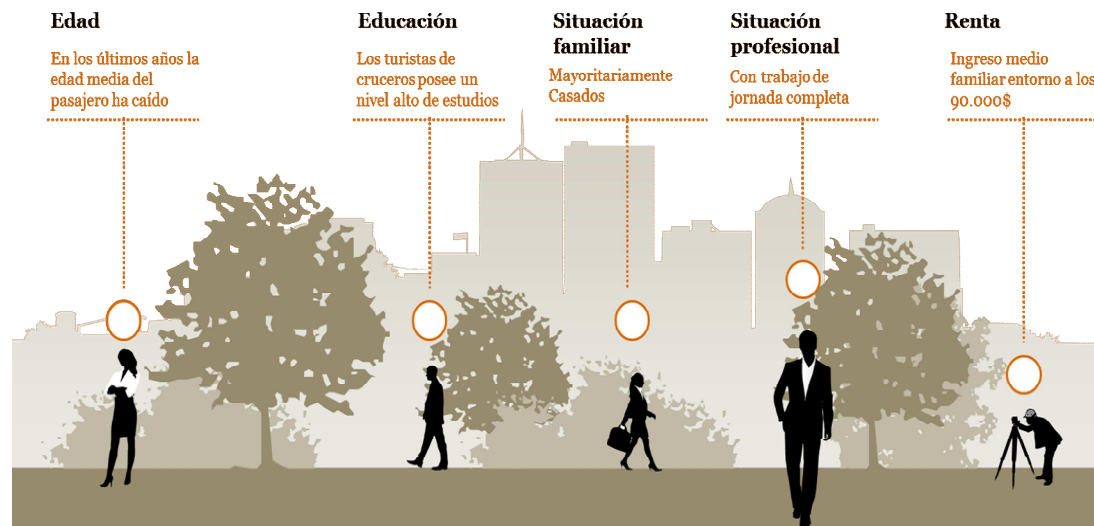 Edad
En los últimos años la
edad media del
pasajero ha caído
Educación
Los turistas de
cruceros posee un
nivel alto de estudios
Situación
familiar
Mayoritariamente
Casados
Situación
profesional
Con trabajo de
jornada completa
Renta
Ingreso medio
familiar entorno a los
90.000$